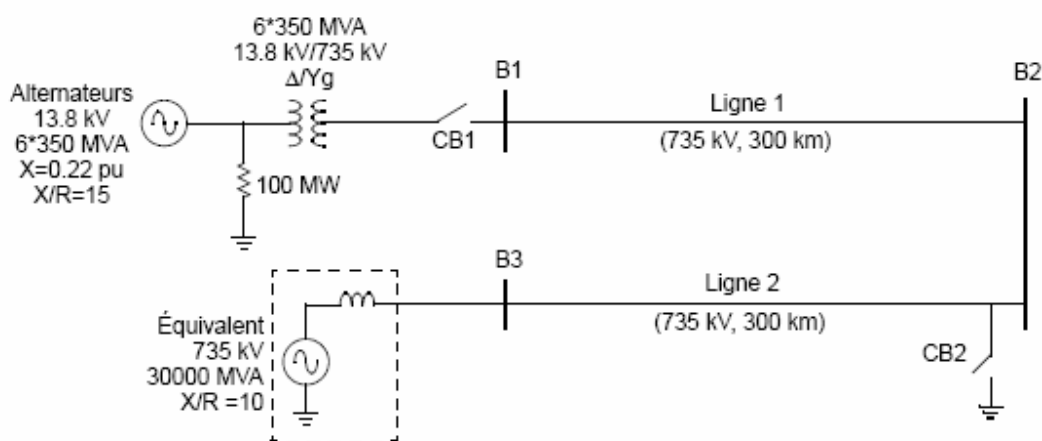 6*350 MVA
13.8 kV/735 kV
Δ/Yg
Alternateurs
13.8 kV
6*350 MVA
X=0.22 pu
X/R=15
100 MW
CB1
B1
Ligne 1
(735 kV, 300 km)
B2
Équivalent
735 kV
30000 MVA
X/R =10
B3
Ligne 2
(735 kV, 300 km)
CB2